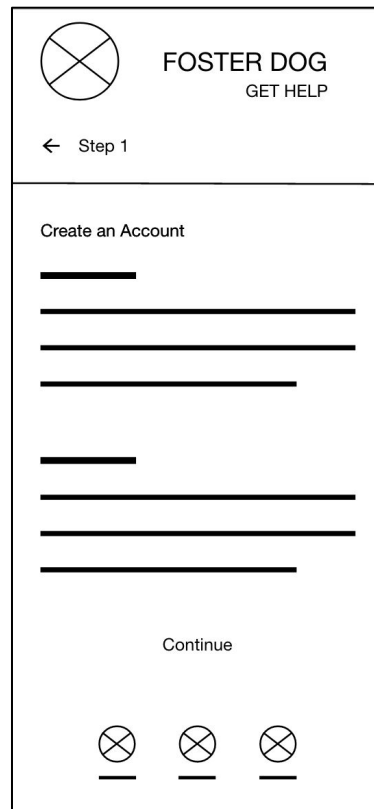 FOSTER DOG
GET HELP
← Step 1
Create an Account
Continue